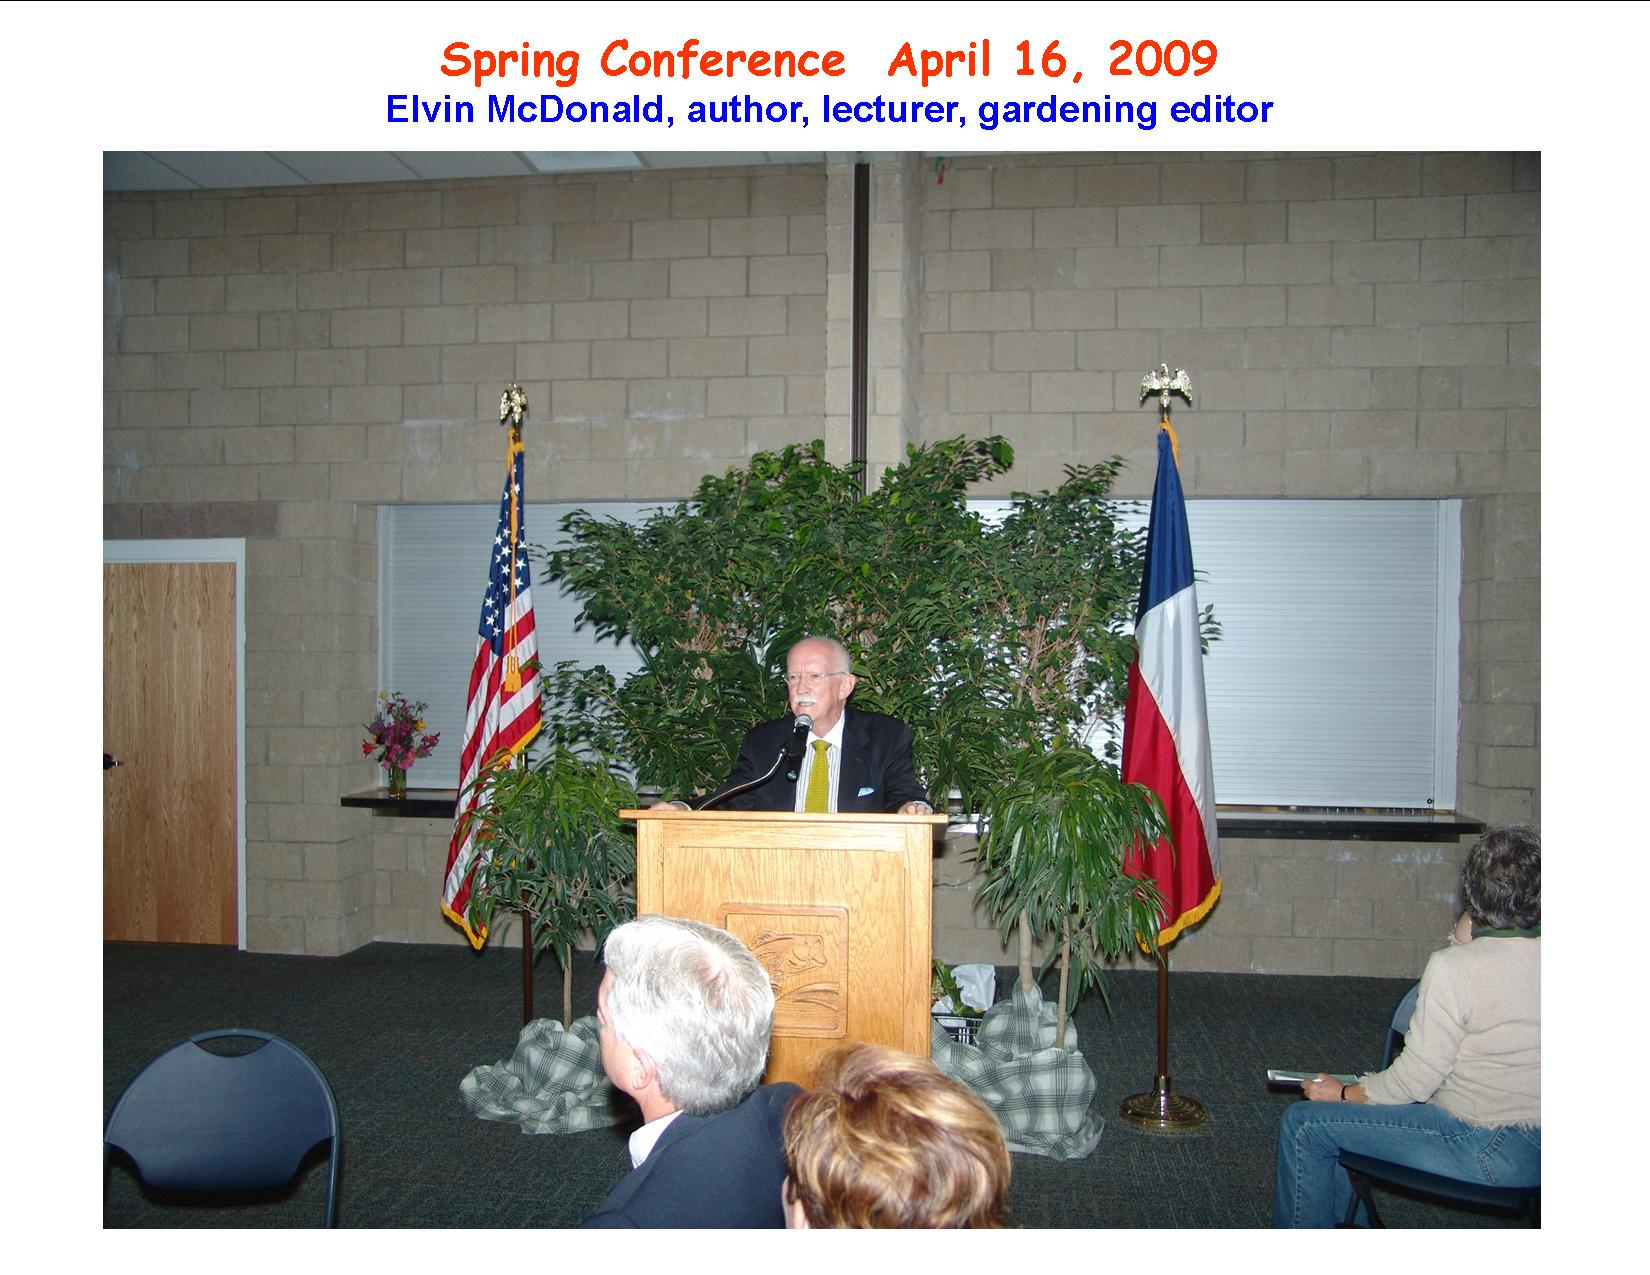 Spring Conference  April 16, 2009
Elvin McDonald, author, lecturer, gardening editor